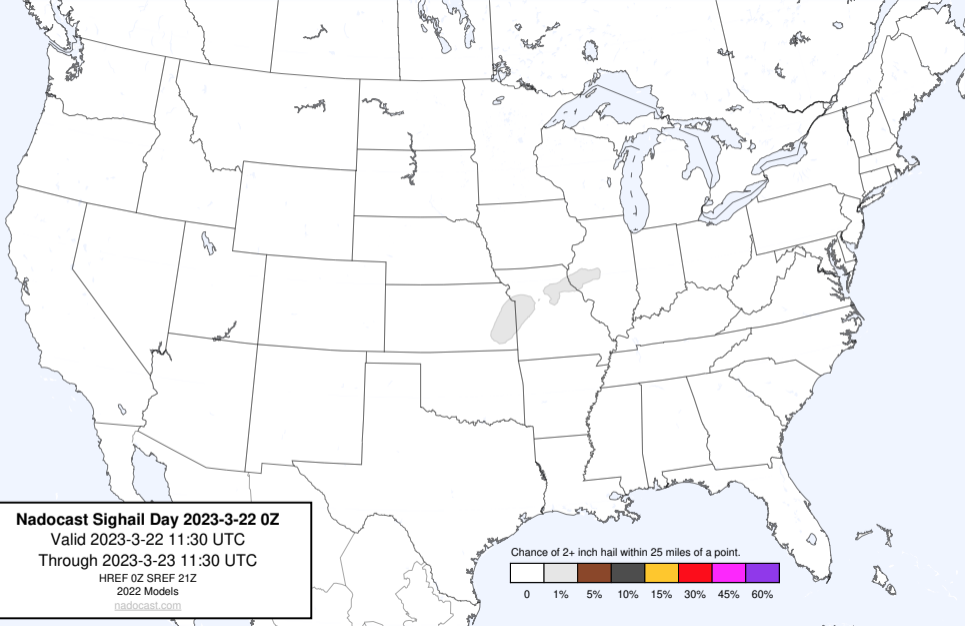 Nadocast Sighail Day 2023-3-22 0Z
Valid 2023-3-22 11:30 UTC
Through 2023-3-23 11:30 UTC
HREF 0Z SREF 21Z
2022 Models
nadocast.com
Chance of 2+ inch hail within 25 miles of a point.
0 1% 5% 10% 15% 30% 45% 60%